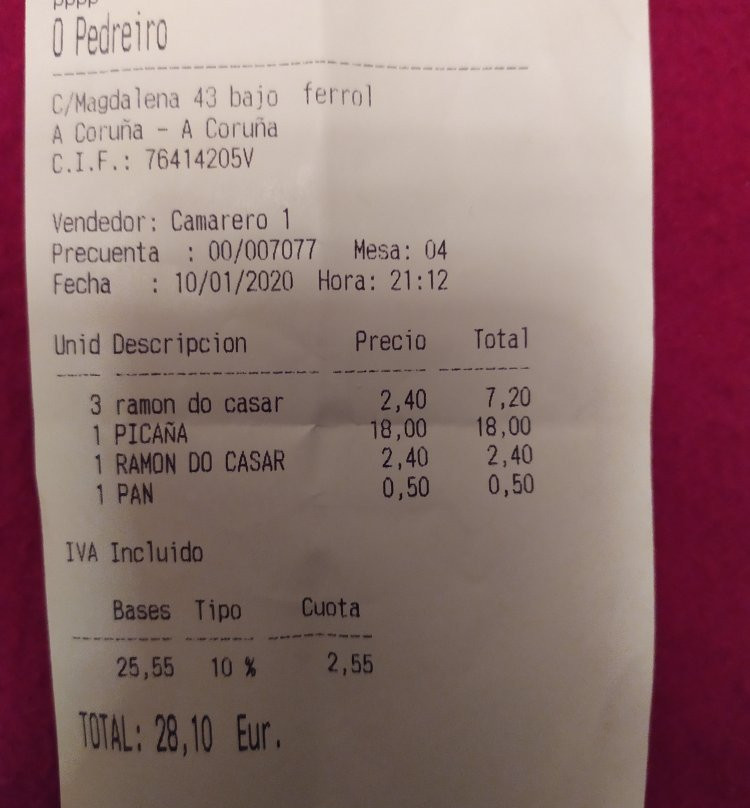 O Pedreiro
C/Magdalena 43 bajo ferrol
A Coruña - A Coruña
C.I.F.: 76414205V
Vendedor: Camarero 1
Precuenta : 00/007077 Mesa: 04
Fecha : 10/01/2020 Hora: 21:12
Unid Descripcion Precio Total
3 ramon do casar 2,40 7,20
1 PICAÑA 18,00 18,00
1 RAMON DO CASAR 2,40 2,40
1 PAN 0,50 0,50
IVA Incluido
Bases Tipo Cuota
25,55 10 % 2,55
TOTAL: 28,10 Eur.